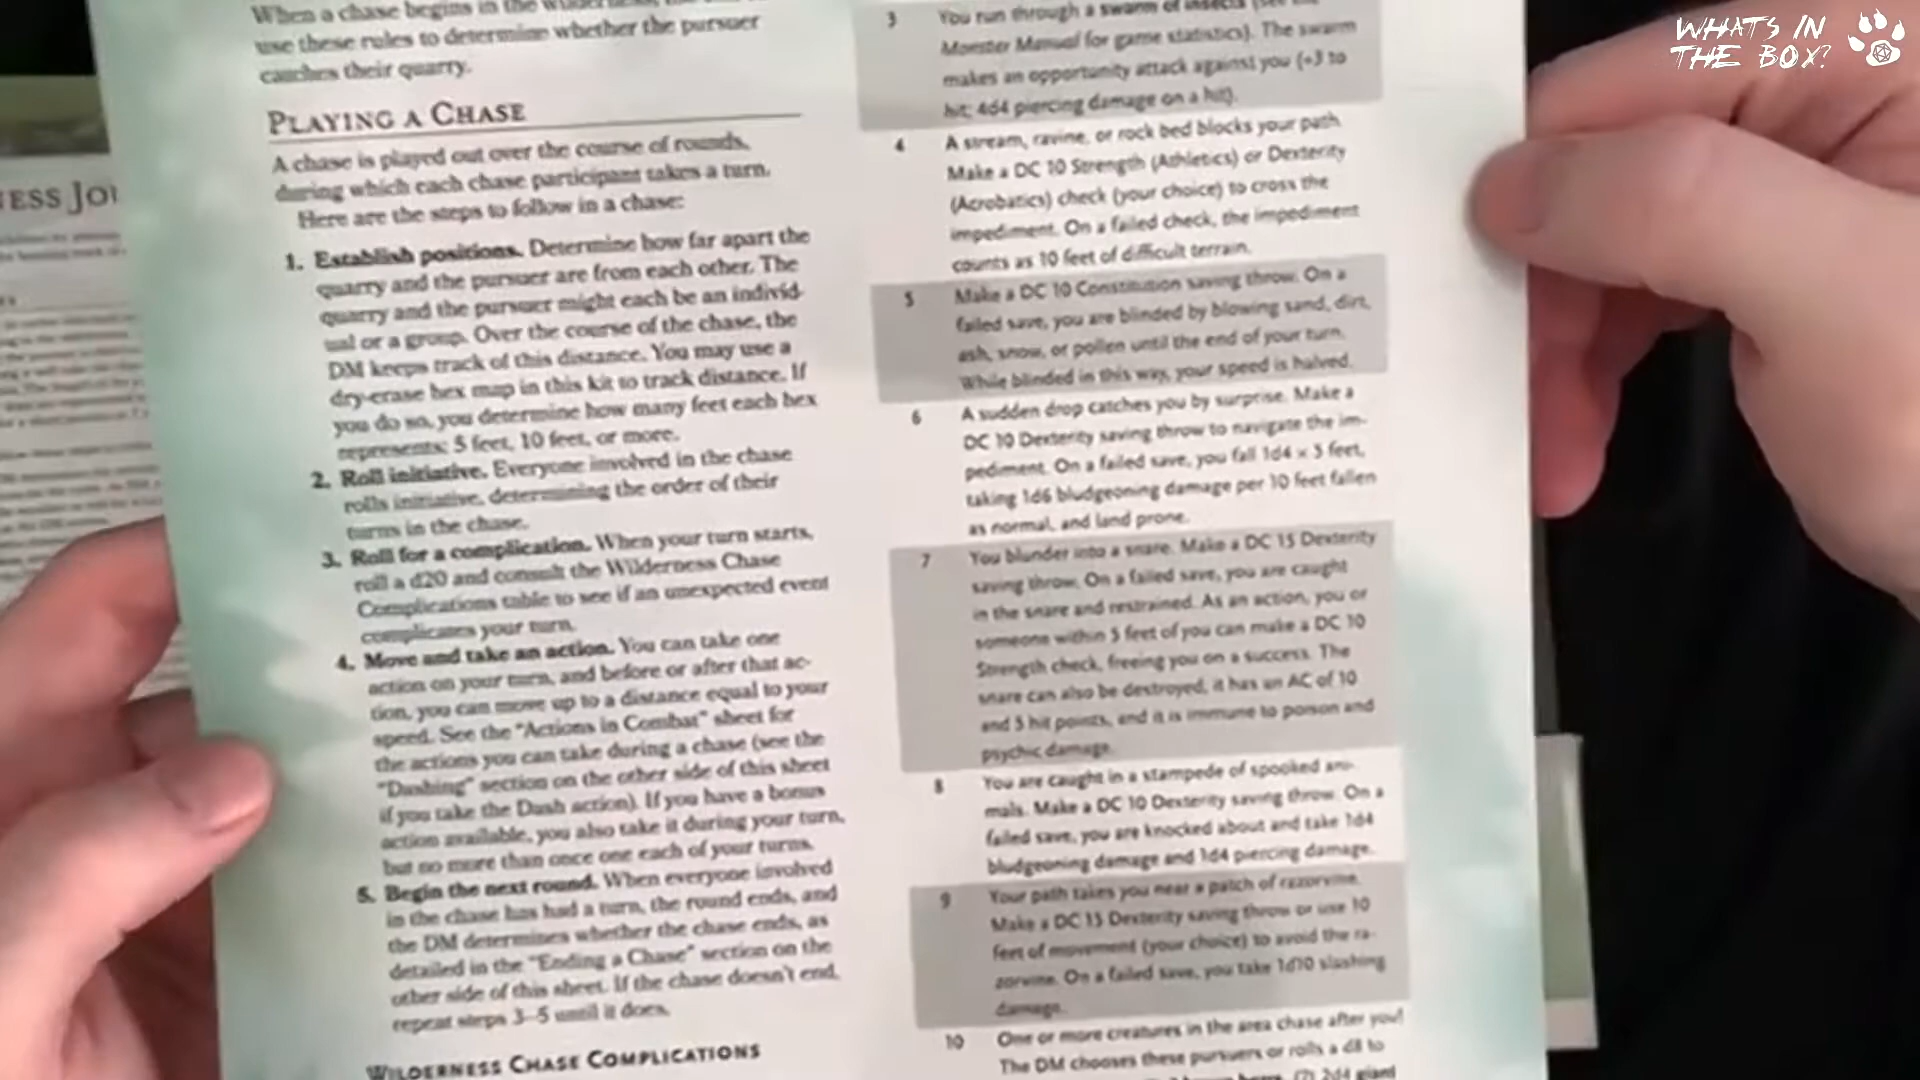 When a chase begins in the wilderness,
use these rules to determine whether the pursuer
catches their quarry.
PLAYING A CHASE
A chase is played out over the course of rounds,
during which each chase participant takes a turn.
Here are the steps to follow in a chase:
1. Establish positions. Determine how far apart the
quarry and the pursuer are from each other. The
quarry and the pursuer might each be an individ-
ual or a group. Over the course of the chase, the
DM keeps track of this distance. You may use a
dry-erase hex map in this kit to track distance. If
you do so, you determine how many feet each hex
represents: 5 feet, 10 feet, or more.
2. Roll initiative. Everyone involved in the chase
rolls initiative, determining the order of their
turns in the chase.
3. Roll for a complication. When your turn starts,
roll a d20 and consult the Wilderness Chase
Complications table to see if an unexpected event
complicates your turn.
4. Move and take an action. You can take one
action on your turn, and before or after that ac-
tion, you can move up to a distance equal to your
speed. See the "Actions in Combat" sheet for
the actions you can take during a chase (see the
"Dashing" section on the other side of this sheet
if you take the Dash action). If you have a bonus
action available, you also take it during your turn,
but no more than once one each of your turns.
5. Begin the next round. When everyone involved
in the chase has had a turn, the round ends, and
the DM determines whether the chase ends, as
detailed in the "Ending a Chase" section on the
other side of this sheet. If the chase doesn't end,
repeat steps 3–5 until it does.
WILDERNESS CHASE COMPLICATIONS
3 You run through a swarm of insects (see the
Monster Manual for game statistics). The swarm
makes an opportunity attack against you (+3 to
hit; 4d4 piercing damage on a hit).
4 A stream, ravine, or rock bed blocks your path.
Make a DC 10 Strength (Athletics) or Dexterity
(Acrobatics) check (your choice) to cross the
impediment. On a failed check, the impediment
counts as 10 feet of difficult terrain.
5 Make a DC 10 Constitution saving throw. On a
failed save, you are blinded by blowing sand, dirt,
ash, snow, or pollen until the end of your turn.
While blinded in this way, your speed is halved.
6 A sudden drop catches you by surprise. Make a
DC 10 Dexterity saving throw to navigate the im-
pediment. On a failed save, you fall 1d4 × 5 feet,
taking 1d6 bludgeoning damage per 10 feet fallen
as normal, and land prone.
7 You blunder into a snare. Make a DC 15 Dexterity
saving throw. On a failed save, you are caught
in the snare and restrained. As an action, you or
someone within 5 feet of you can make a DC 10
Strength check, freeing you on a success. The
snare can also be destroyed, it has an AC of 10
and 5 hit points, and it is immune to poison and
psychic damage.
8 You are caught in a stampede of spooked ani-
mals. Make a DC 10 Dexterity saving throw. On a
failed save, you are knocked about and take 1d4
bludgeoning damage and 1d4 piercing damage.
9 Your path takes you near a patch of razorvine.
Make a DC 15 Dexterity saving throw or use 10
feet of movement (your choice) to avoid the ra-
zorvine. On a failed save, you take 1d10 slashing
damage.
10 One or more creatures in the area chase after you!
The DM chooses these pursuers or rolls a d8 to
(7) 2d4 giant
NESS JOU
WHATS IN
THE BOX?